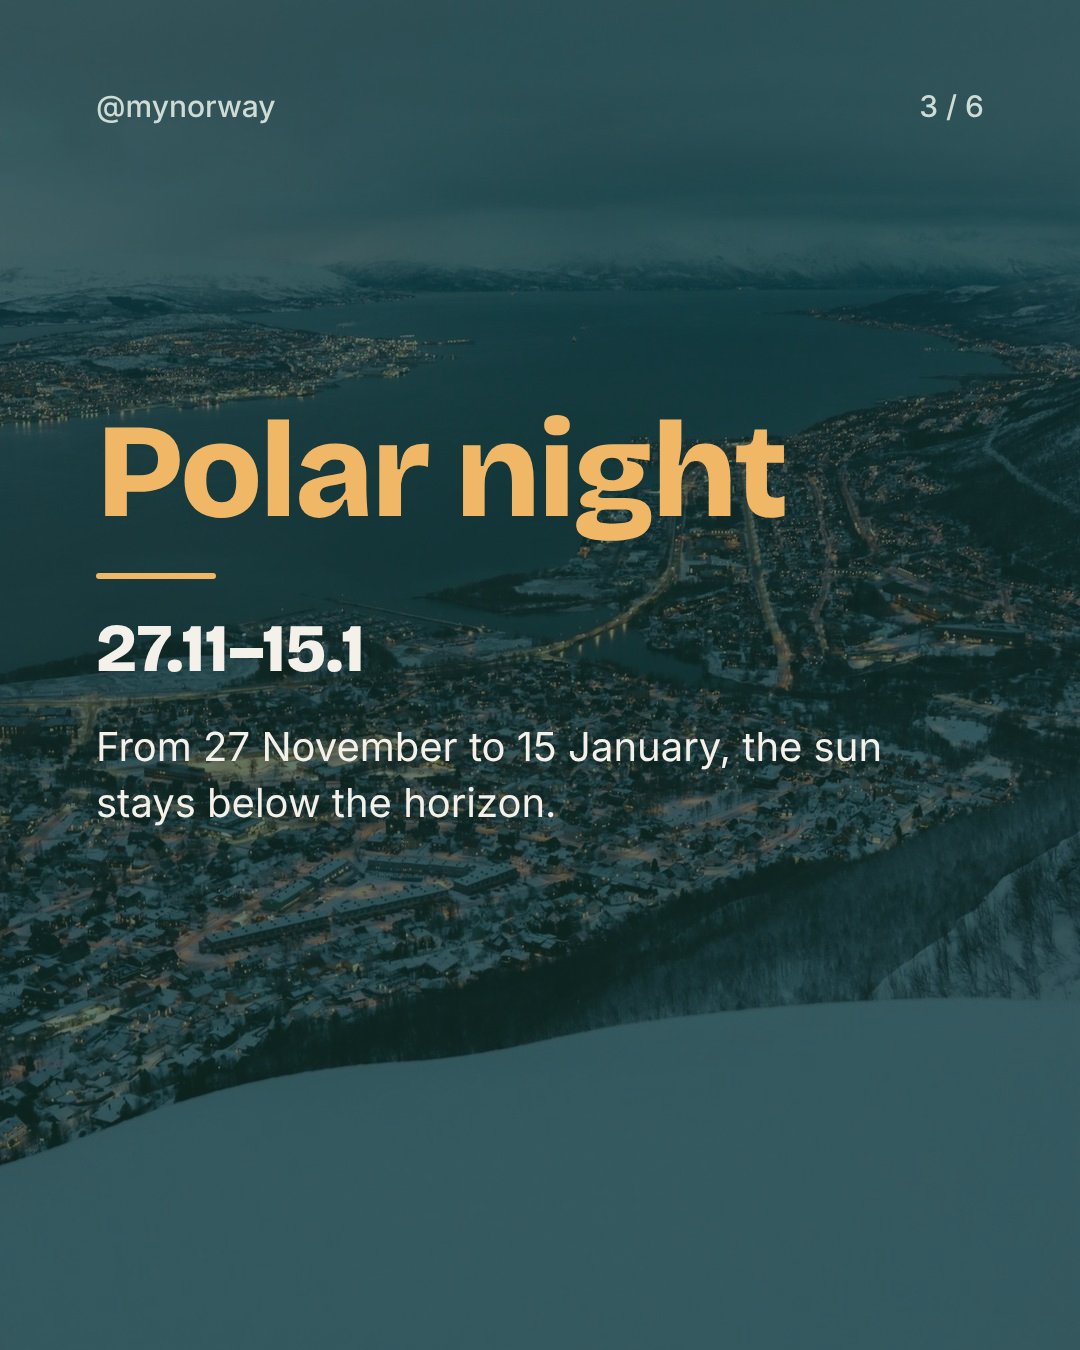 @mynorway
3 / 6
Polar night
27.11–15.1
From 27 November to 15 January, the sun
stays below the horizon.